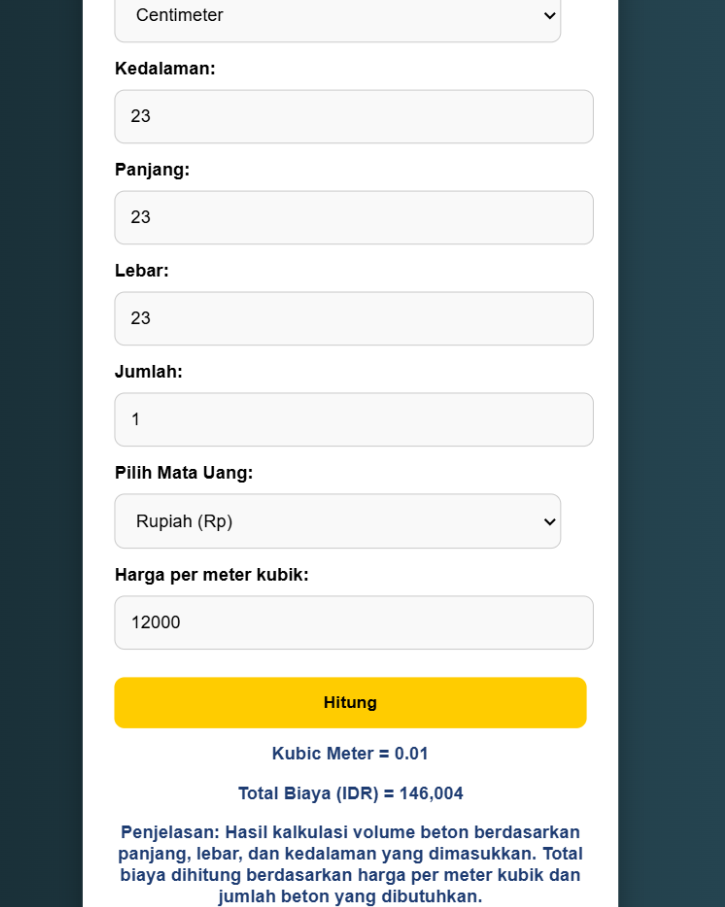 Centimeter
Kedalaman:
23
Panjang:
23
Lebar:
23
Jumlah:
1
Pilih Mata Uang:
Rupiah (Rp)
Harga per meter kubik:
12000
Hitung
Kubic Meter = 0.01
Total Biaya (IDR) = 146,004
Penjelasan: Hasil kalkulasi volume beton berdasarkan
panjang, lebar, dan kedalaman yang dimasukkan. Total
biaya dihitung berdasarkan harga per meter kubik dan
jumlah beton yang dibutuhkan.